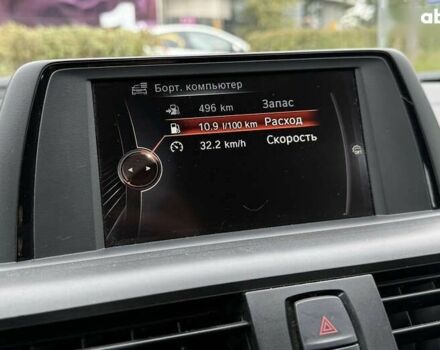 Борт. компьютер
496 km Запас
10.9 l/100 km Расход
32.2 km/h Скорость